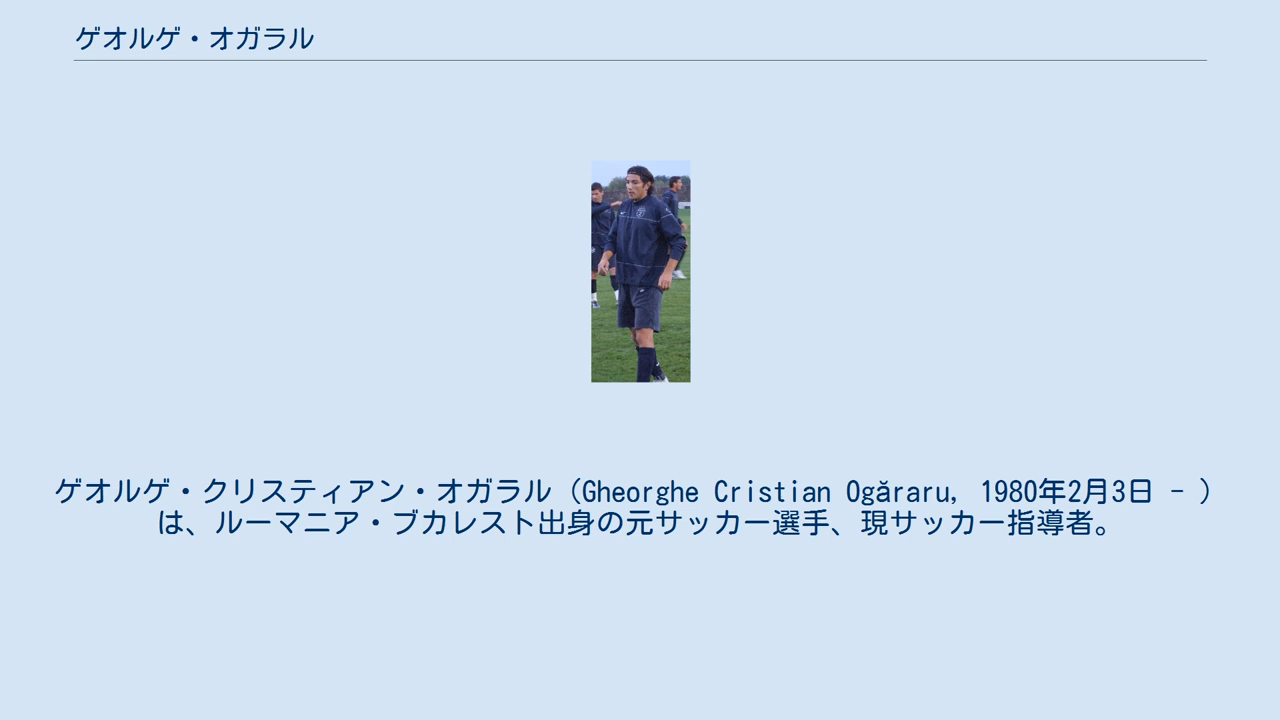 ゲオルゲ・オガラル
ゲオルゲ・クリスティアン・オガラル（Gheorghe Cristian Ogăraru, 1980年2月3日 - ）
は、ルーマニア・ブカレスト出身の元サッカー選手、現サッカー指導者。